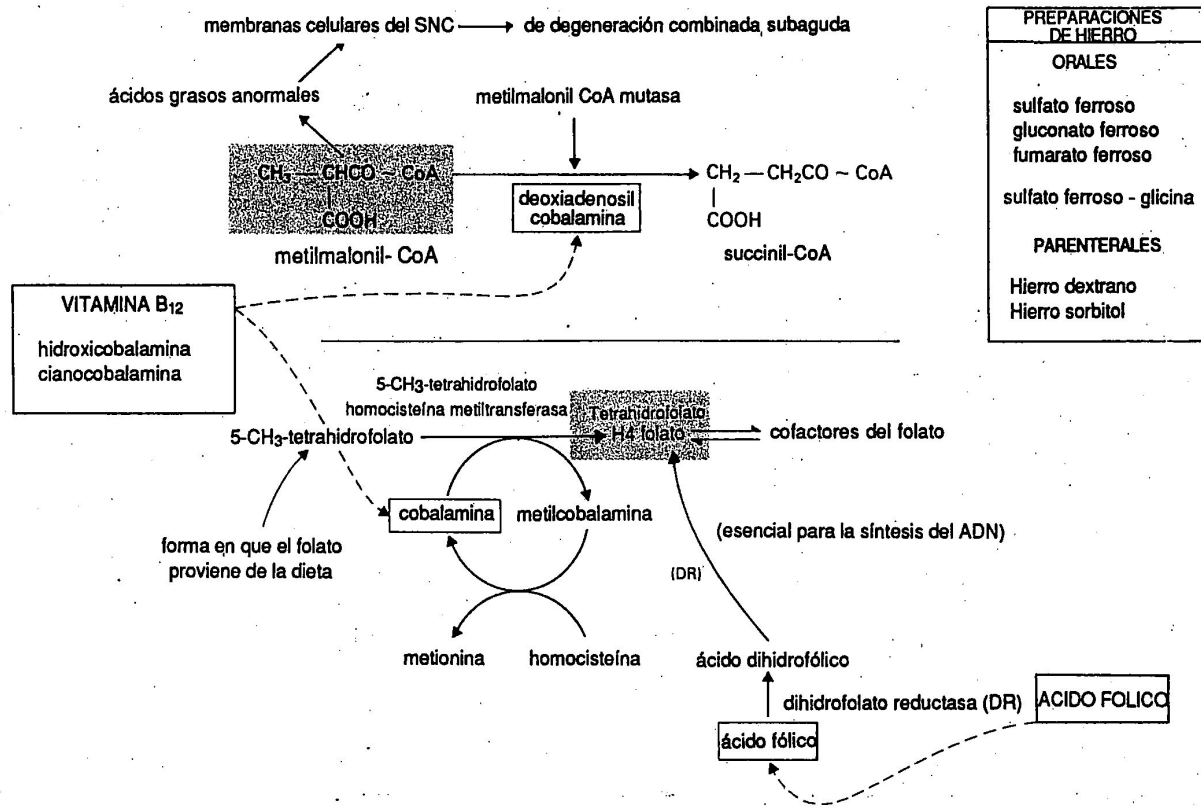 membranas celulares del SNC
de degeneración combinada subaguda
ácidos grasos anormales
metilmalonil CoA mutasa
CH₃ — CHCO ~ CoA
COOH
metilmalonil- CoA
deoxiadenosil
cobalamina
CH₂ — CH₂CO ~ CoA
COOH
succinil-CoA
PREPARACIONES
DE HIERRO
ORALES
sulfato ferroso
gluconato ferroso
fumarato ferroso
sulfato ferroso - glicina
PARENTERALES
Hierro dextrano
Hierro sorbitol
VITAMINA B₁₂
hidroxicobalamina
cianocobalamina
5-CH₃-tetrahidrofolato
homocisteína metiltransferasa
5-CH₃-tetrahidrofolato
Tetrahidrofolato
H4 folato
cofactores del folato
cobalamina
metilcobalamina
forma en que el folato
proviene de la dieta
(esencial para la síntesis del ADN)
(DR)
metionina
homocisteína
ácido dihidrofólico
dihidrofolato reductasa (DR)
ACIDO FOLICO
ácido fólico